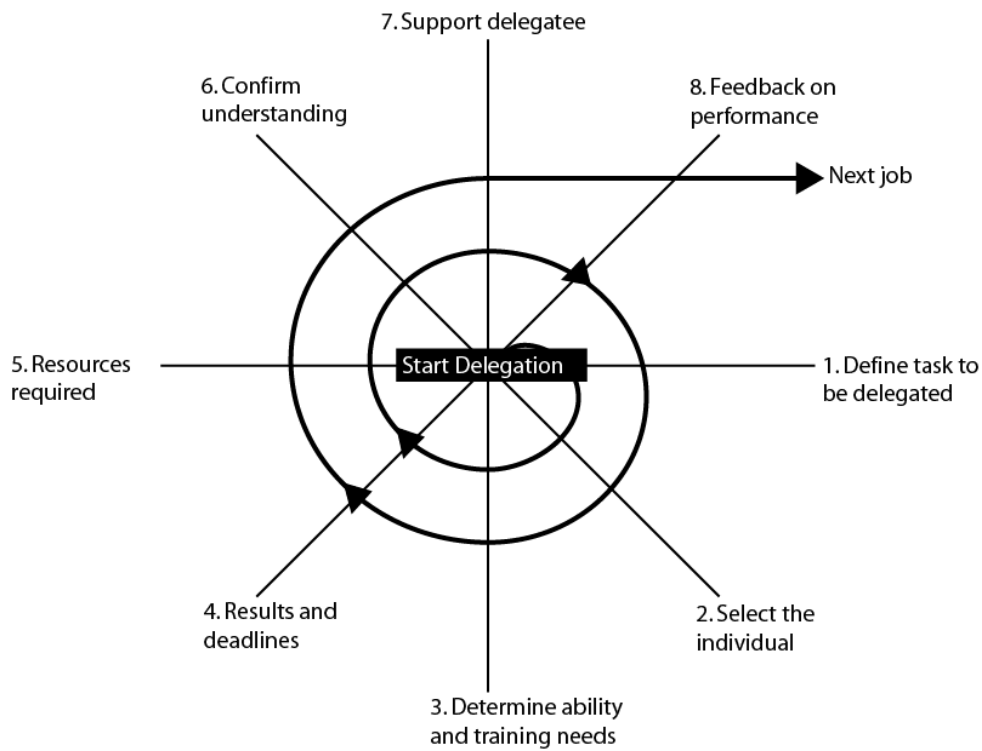 7. Support delegatee
6. Confirm
understanding
8. Feedback on
performance
Next job
5. Resources
required
Start Delegation
1. Define task to
be delegated
4. Results and
deadlines
2. Select the
individual
3. Determine ability
and training needs